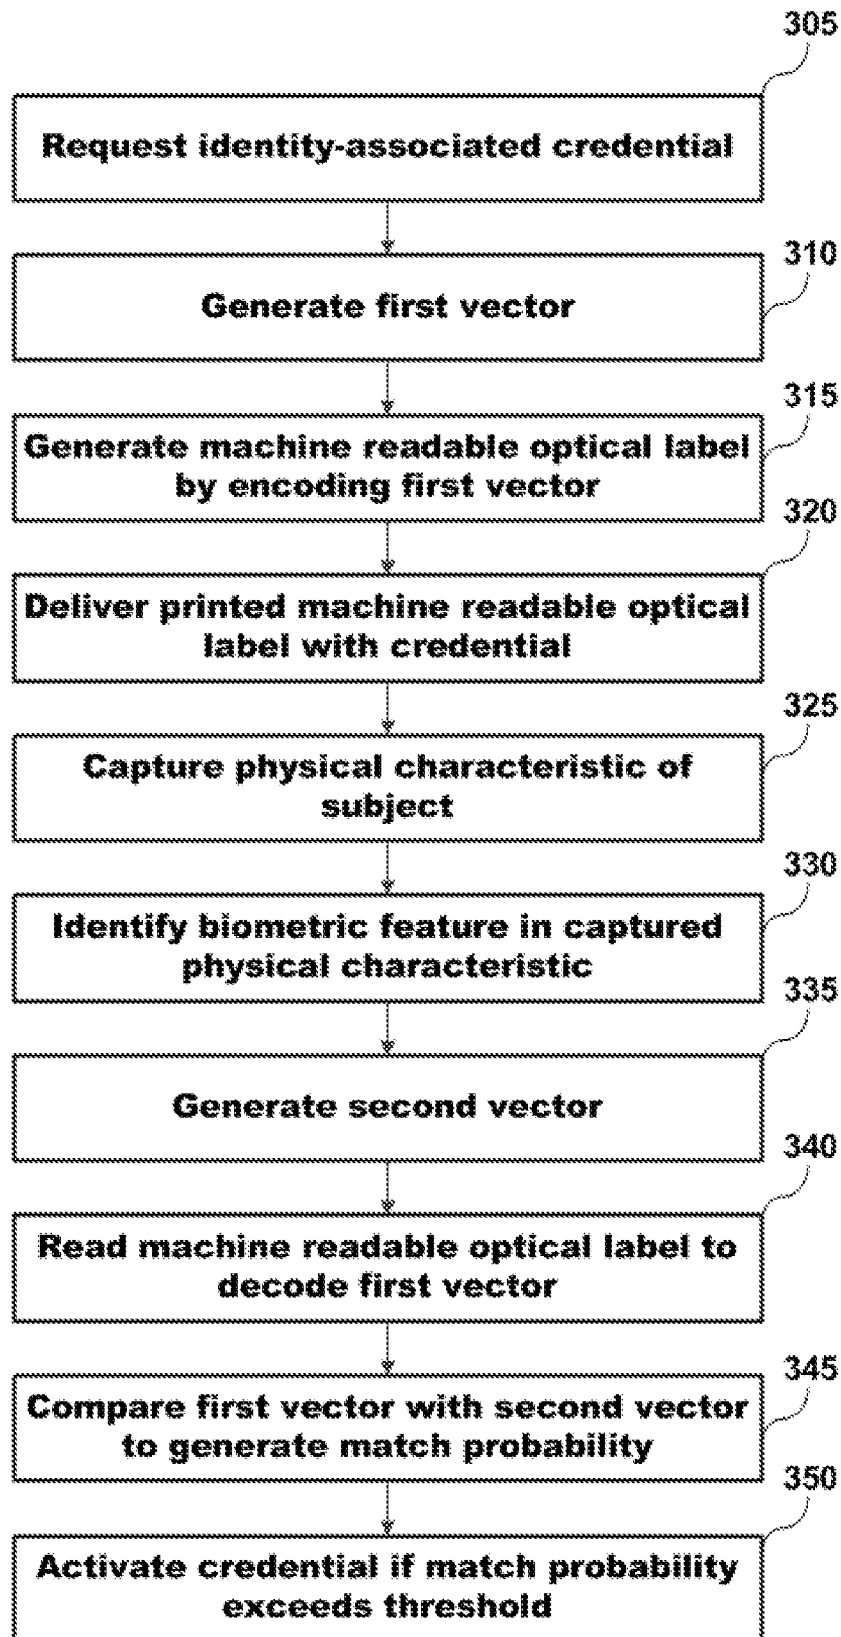 305
Request identity-associated credential
310
Generate first vector
315
Generate machine readable optical label
by encoding first vector
320
Deliver printed machine readable optical
label with credential
325
Capture physical characteristic of
subject
330
Identify biometric feature in captured
physical characteristic
335
Generate second vector
340
Read machine readable optical label to
decode first vector
345
Compare first vector with second vector
to generate match probability
350
Activate credential if match probability
exceeds threshold